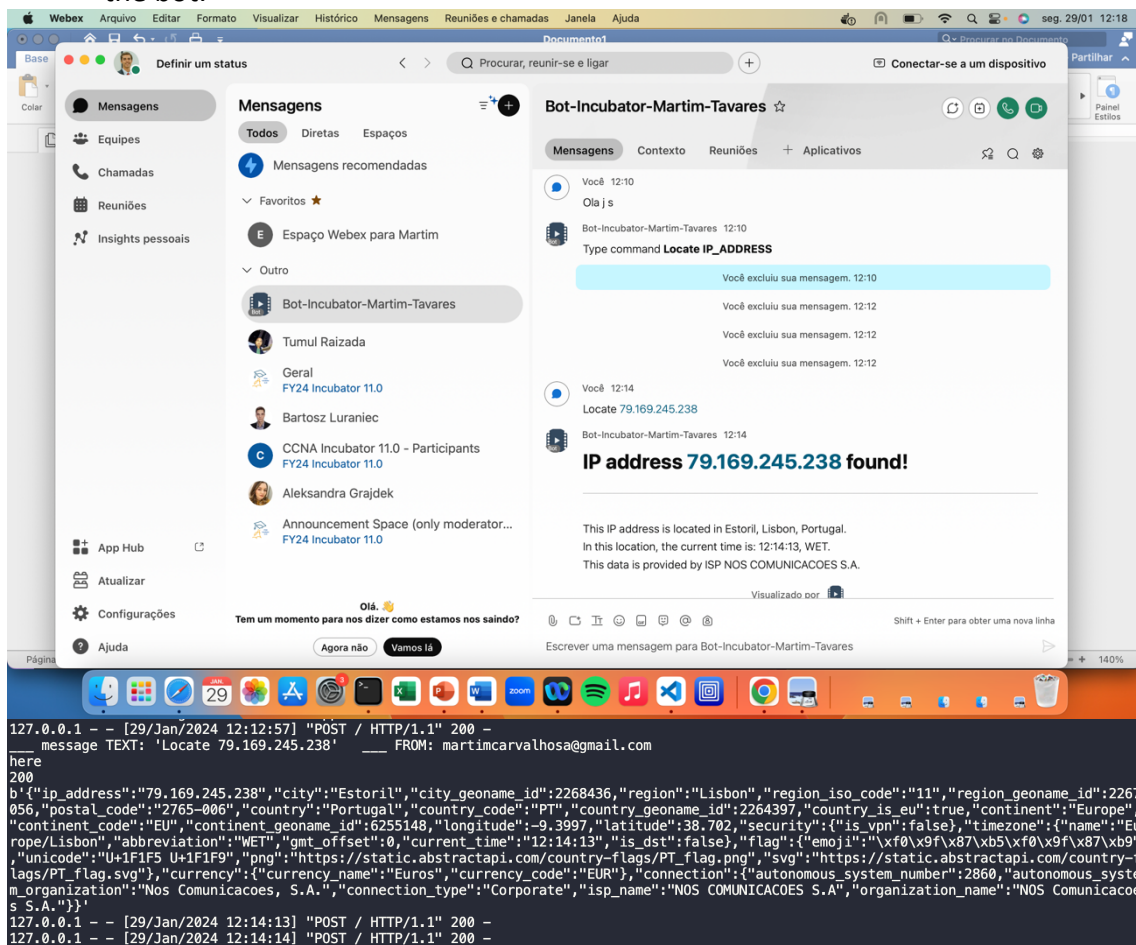 the bot.
Webex Arquivo Editar Formato Visualizar Histórico Mensagens Reuniões e chamadas Janela Ajuda seg. 29/01 12:18
Documento1
Procurar no Documento
Base
Partilhar
Colar
Painel
Estilos
Definir um status
Procurar, reunir-se e ligar
Conectar-se a um dispositivo
Mensagens
Equipes
Chamadas
Reuniões
Insights pessoais
App Hub
Atualizar
Configurações
Ajuda
Mensagens
Todos Diretas Espaços
Mensagens recomendadas
Favoritos
E Espaço Webex para Martim
Outro
Bot-Incubator-Martim-Tavares
Tumul Raizada
Geral
FY24 Incubator 11.0
Bartosz Luraniec
C CCNA Incubator 11.0 - Participants
FY24 Incubator 11.0
Aleksandra Grajdek
Announcement Space (only moderator...
FY24 Incubator 11.0
Olá. 👋
Tem um momento para nos dizer como estamos nos saindo?
Agora não Vamos lá
Bot-Incubator-Martim-Tavares
Mensagens Contexto Reuniões + Aplicativos
Você 12:10
Ola j s
Bot-Incubator-Martim-Tavares 12:10
Type command Locate IP_ADDRESS
Você excluiu sua mensagem. 12:10
Você excluiu sua mensagem. 12:12
Você excluiu sua mensagem. 12:12
Você excluiu sua mensagem. 12:12
Você 12:14
Locate 79.169.245.238
Bot-Incubator-Martim-Tavares 12:14
IP address 79.169.245.238 found!
This IP address is located in Estoril, Lisbon, Portugal.
In this location, the current time is: 12:14:13, WET.
This data is provided by ISP NOS COMUNICACOES S.A.
Visualizado por
Shift + Enter para obter uma nova linha
Escrever uma mensagem para Bot-Incubator-Martim-Tavares
Página
140%
JAN.
29
zoom
127.0.0.1 - - [29/Jan/2024 12:12:57] "POST / HTTP/1.1" 200 -
___ message TEXT: 'Locate 79.169.245.238' ___ FROM: martimcarvalhosa@gmail.com
here
200
b'{"ip_address":"79.169.245.238","city":"Estoril","city_geoname_id":2268436,"region":"Lisbon","region_iso_code":"11","region_geoname_id":2267
056,"postal_code":"2765-006","country":"Portugal","country_code":"PT","country_geoname_id":2264397,"country_is_eu":true,"continent":"Europe",
"continent_code":"EU","continent_geoname_id":6255148,"longitude":-9.3997,"latitude":38.702,"security":{"is_vpn":false},"timezone":{"name":"Eu
rope/Lisbon","abbreviation":"WET","gmt_offset":0,"current_time":"12:14:13","is_dst":false},"flag":{"emoji":"\xf0\x9f\x87\xb5\xf0\x9f\x87\xb9"
,"unicode":"U+1F1F5 U+1F1F9","png":"https://static.abstractapi.com/country-flags/PT_flag.png","svg":"https://static.abstractapi.com/country-f
lags/PT_flag.svg"},"currency":{"currency_name":"Euros","currency_code":"EUR"},"connection":{"autonomous_system_number":2860,"autonomous_syste
m_organization":"Nos Comunicacoes, S.A.","connection_type":"Corporate","isp_name":"NOS COMUNICACOES S.A","organization_name":"NOS Comunicacoe
s S.A."}}'
127.0.0.1 - - [29/Jan/2024 12:14:13] "POST / HTTP/1.1" 200 -
127.0.0.1 - - [29/Jan/2024 12:14:14] "POST / HTTP/1.1" 200 -